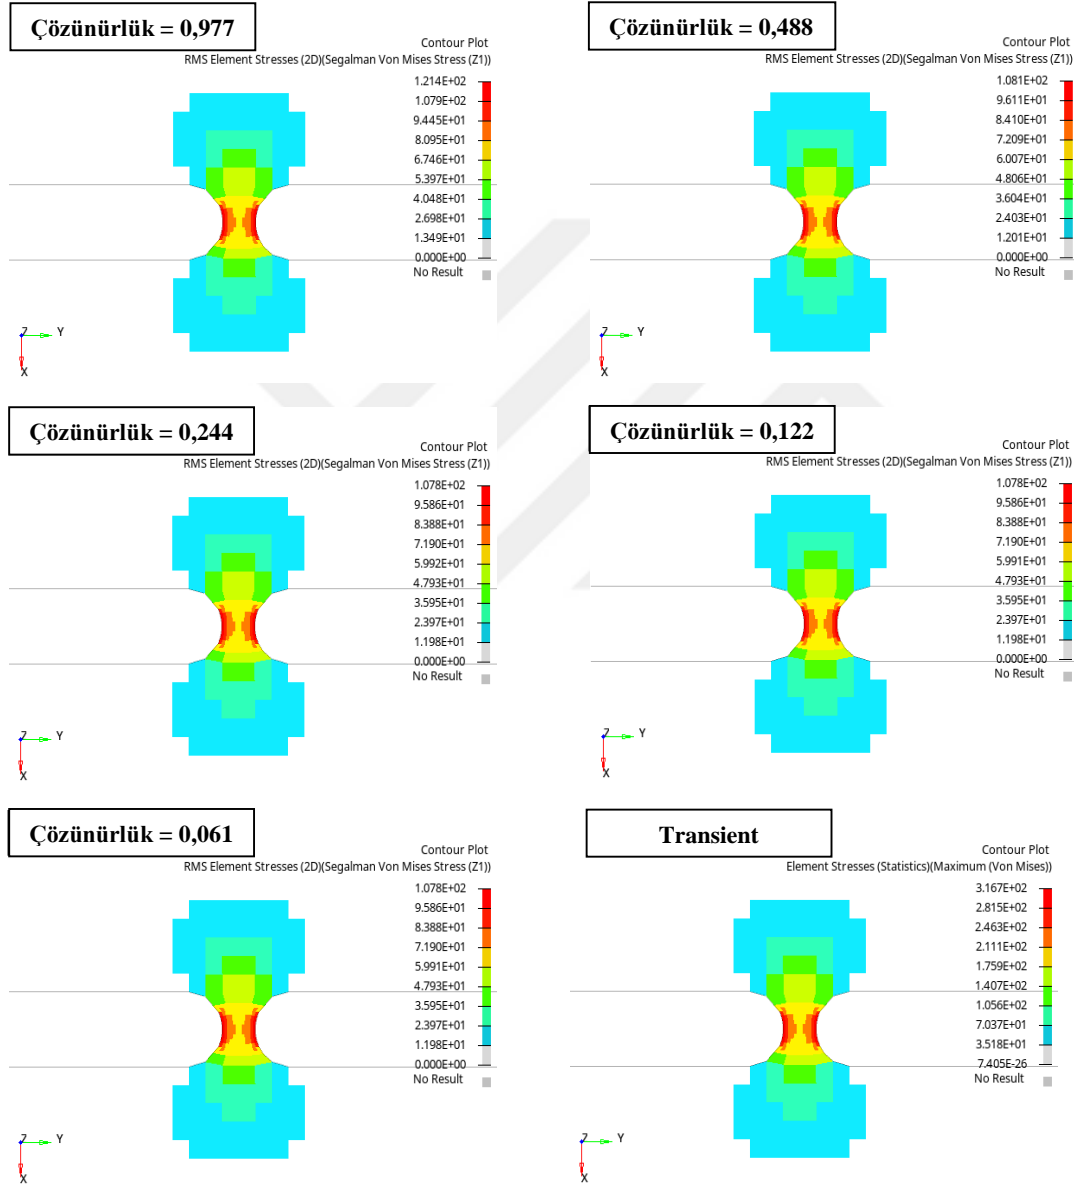 Çözünürlük = 0,977
Contour Plot
RMS Element Stresses (2D)(Segalman Von Mises Stress (Z1))
1.214E+02
1.079E+02
9.445E+01
8.095E+01
6.746E+01
5.397E+01
4.048E+01
2.698E+01
1.349E+01
0.000E+00
No Result
Z
Y
X
Çözünürlük = 0,488
Contour Plot
RMS Element Stresses (2D)(Segalman Von Mises Stress (Z1))
1.081E+02
9.611E+01
8.410E+01
7.209E+01
6.007E+01
4.806E+01
3.604E+01
2.403E+01
1.201E+01
0.000E+00
No Result
Z
Y
X
Çözünürlük = 0,244
Contour Plot
RMS Element Stresses (2D)(Segalman Von Mises Stress (Z1))
1.078E+02
9.586E+01
8.388E+01
7.190E+01
5.992E+01
4.793E+01
3.595E+01
2.397E+01
1.198E+01
0.000E+00
No Result
Z
Y
X
Çözünürlük = 0,122
Contour Plot
RMS Element Stresses (2D)(Segalman Von Mises Stress (Z1))
1.078E+02
9.586E+01
8.388E+01
7.190E+01
5.991E+01
4.793E+01
3.595E+01
2.397E+01
1.198E+01
0.000E+00
No Result
Z
Y
X
Çözünürlük = 0,061
Contour Plot
RMS Element Stresses (2D)(Segalman Von Mises Stress (Z1))
1.078E+02
9.586E+01
8.388E+01
7.190E+01
5.991E+01
4.793E+01
3.595E+01
2.397E+01
1.198E+01
0.000E+00
No Result
Z
Y
X
Transient
Contour Plot
Element Stresses (Statistics)(Maximum (Von Mises))
3.167E+02
2.815E+02
2.463E+02
2.111E+02
1.759E+02
1.407E+02
1.056E+02
7.037E+01
3.518E+01
7.405E-26
No Result
Z
Y
X